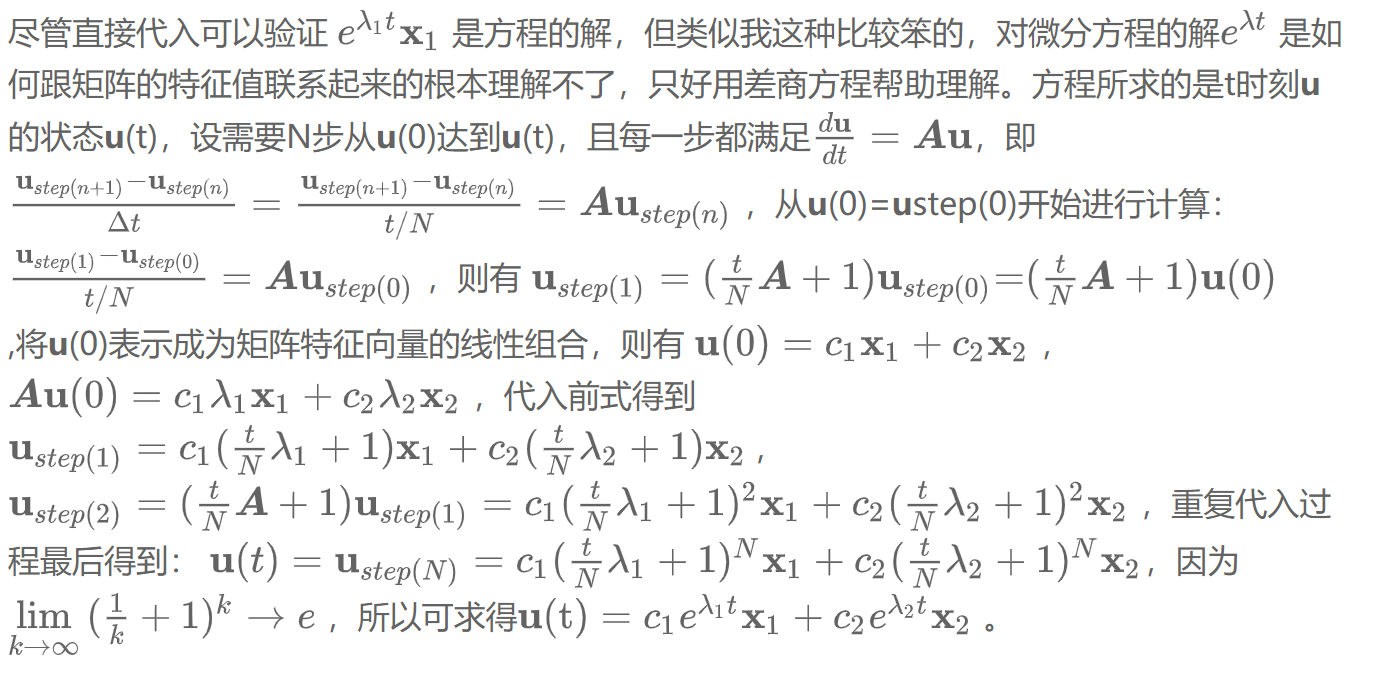 尽管直接代入可以验证 $e^{\lambda_1 t}\mathbf{x}_1$ 是方程的解，但类似我这种比较笨的，对微分方程的解$e^{\lambda t}$ 是如
何跟矩阵的特征值联系起来的根本理解不了，只好用差商方程帮助理解。方程所求的是t时刻u
的状态u(t)，设需要N步从u(0)达到u(t)，且每一步都满足$\frac{d\mathbf{u}}{dt} = \boldsymbol{A}\mathbf{u}$，即
$\frac{\mathbf{u}_{step(n+1)}-\mathbf{u}_{step(n)}}{\Delta t} = \frac{\mathbf{u}_{step(n+1)}-\mathbf{u}_{step(n)}}{t/N} = \boldsymbol{A}\mathbf{u}_{step(n)}$ ，从u(0)=ustep(0)开始进行计算：
$\frac{\mathbf{u}_{step(1)}-\mathbf{u}_{step(0)}}{t/N} = \boldsymbol{A}\mathbf{u}_{step(0)}$ ，则有 $\mathbf{u}_{step(1)} = (\frac{t}{N}\boldsymbol{A}+1)\mathbf{u}_{step(0)}$=$(\frac{t}{N}\boldsymbol{A}+1)\mathbf{u}(0)$
,将u(0)表示成为矩阵特征向量的线性组合，则有 $\mathbf{u}(0) = c_1\mathbf{x}_1 + c_2\mathbf{x}_2$ ，
$\boldsymbol{A}\mathbf{u}(0) = c_1\lambda_1\mathbf{x}_1 + c_2\lambda_2\mathbf{x}_2$ ，代入前式得到
$\mathbf{u}_{step(1)} = c_1(\frac{t}{N}\lambda_1+1)\mathbf{x}_1 + c_2(\frac{t}{N}\lambda_2+1)\mathbf{x}_2$ ，
$\mathbf{u}_{step(2)} = (\frac{t}{N}\boldsymbol{A}+1)\mathbf{u}_{step(1)} = c_1(\frac{t}{N}\lambda_1+1)^2\mathbf{x}_1 + c_2(\frac{t}{N}\lambda_2+1)^2\mathbf{x}_2$ ，重复代入过
程最后得到： $\mathbf{u}(t) = \mathbf{u}_{step(N)} = c_1(\frac{t}{N}\lambda_1+1)^N\mathbf{x}_1 + c_2(\frac{t}{N}\lambda_2+1)^N\mathbf{x}_2$，因为
$\lim_{k\to\infty}(\frac{1}{k}+1)^k \to e$ ，所以可求得$\mathbf{u}(\mathrm{t}) = c_1e^{\lambda_1 t}\mathbf{x}_1 + c_2e^{\lambda_2 t}\mathbf{x}_2$ 。